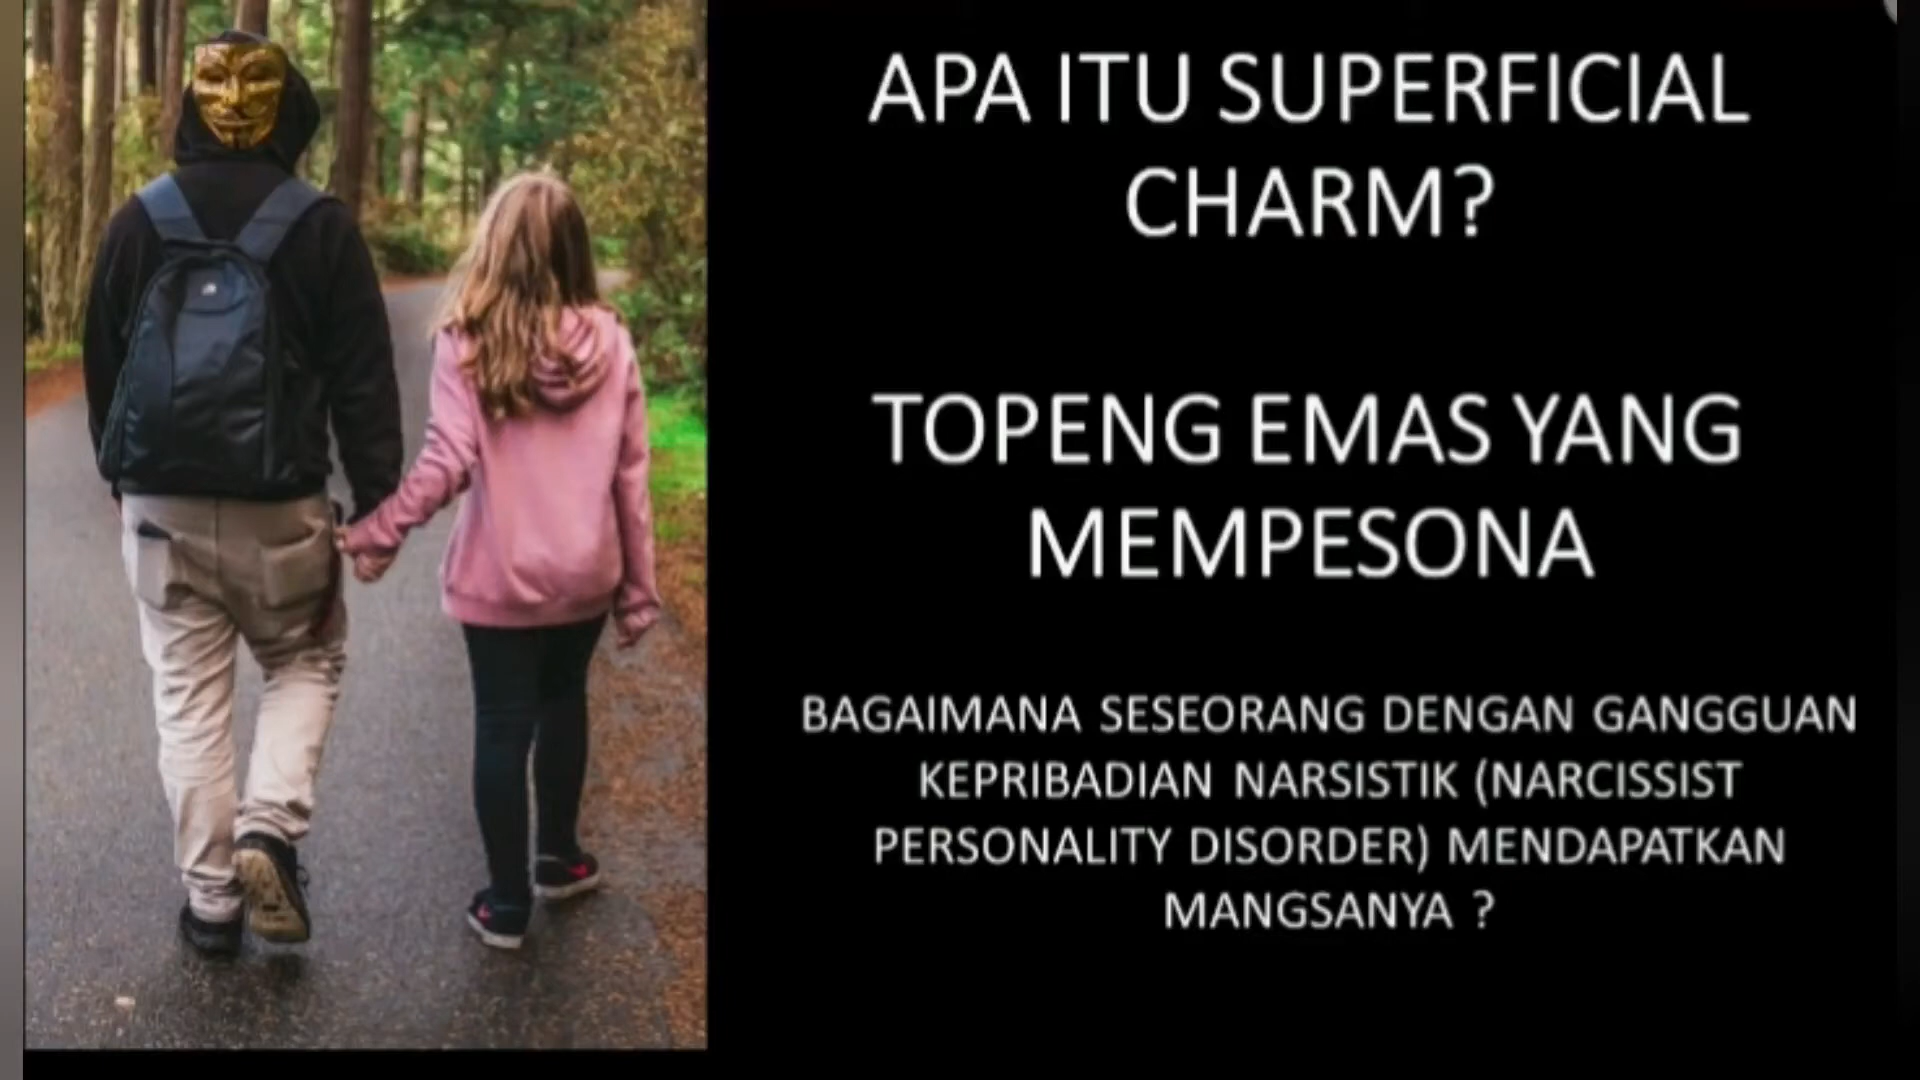 APA ITU SUPERFICIAL
CHARM?
TOPENG EMAS YANG
MEMPESONA
BAGAIMANA SESEORANG DENGAN GANGGUAN
KEPRIBADIAN NARSISTIK (NARCISSIST
PERSONALITY DISORDER) MENDAPATKAN
MANGSANYA ?